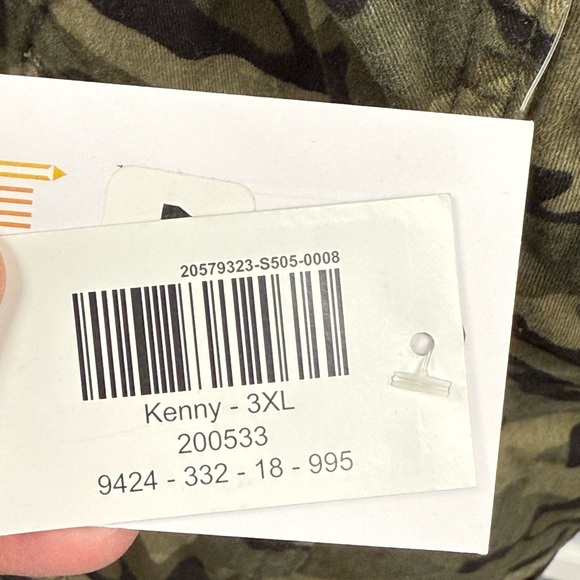 20579323-S505-0008
Kenny - 3XL
200533
9424 - 332 - 18 - 995